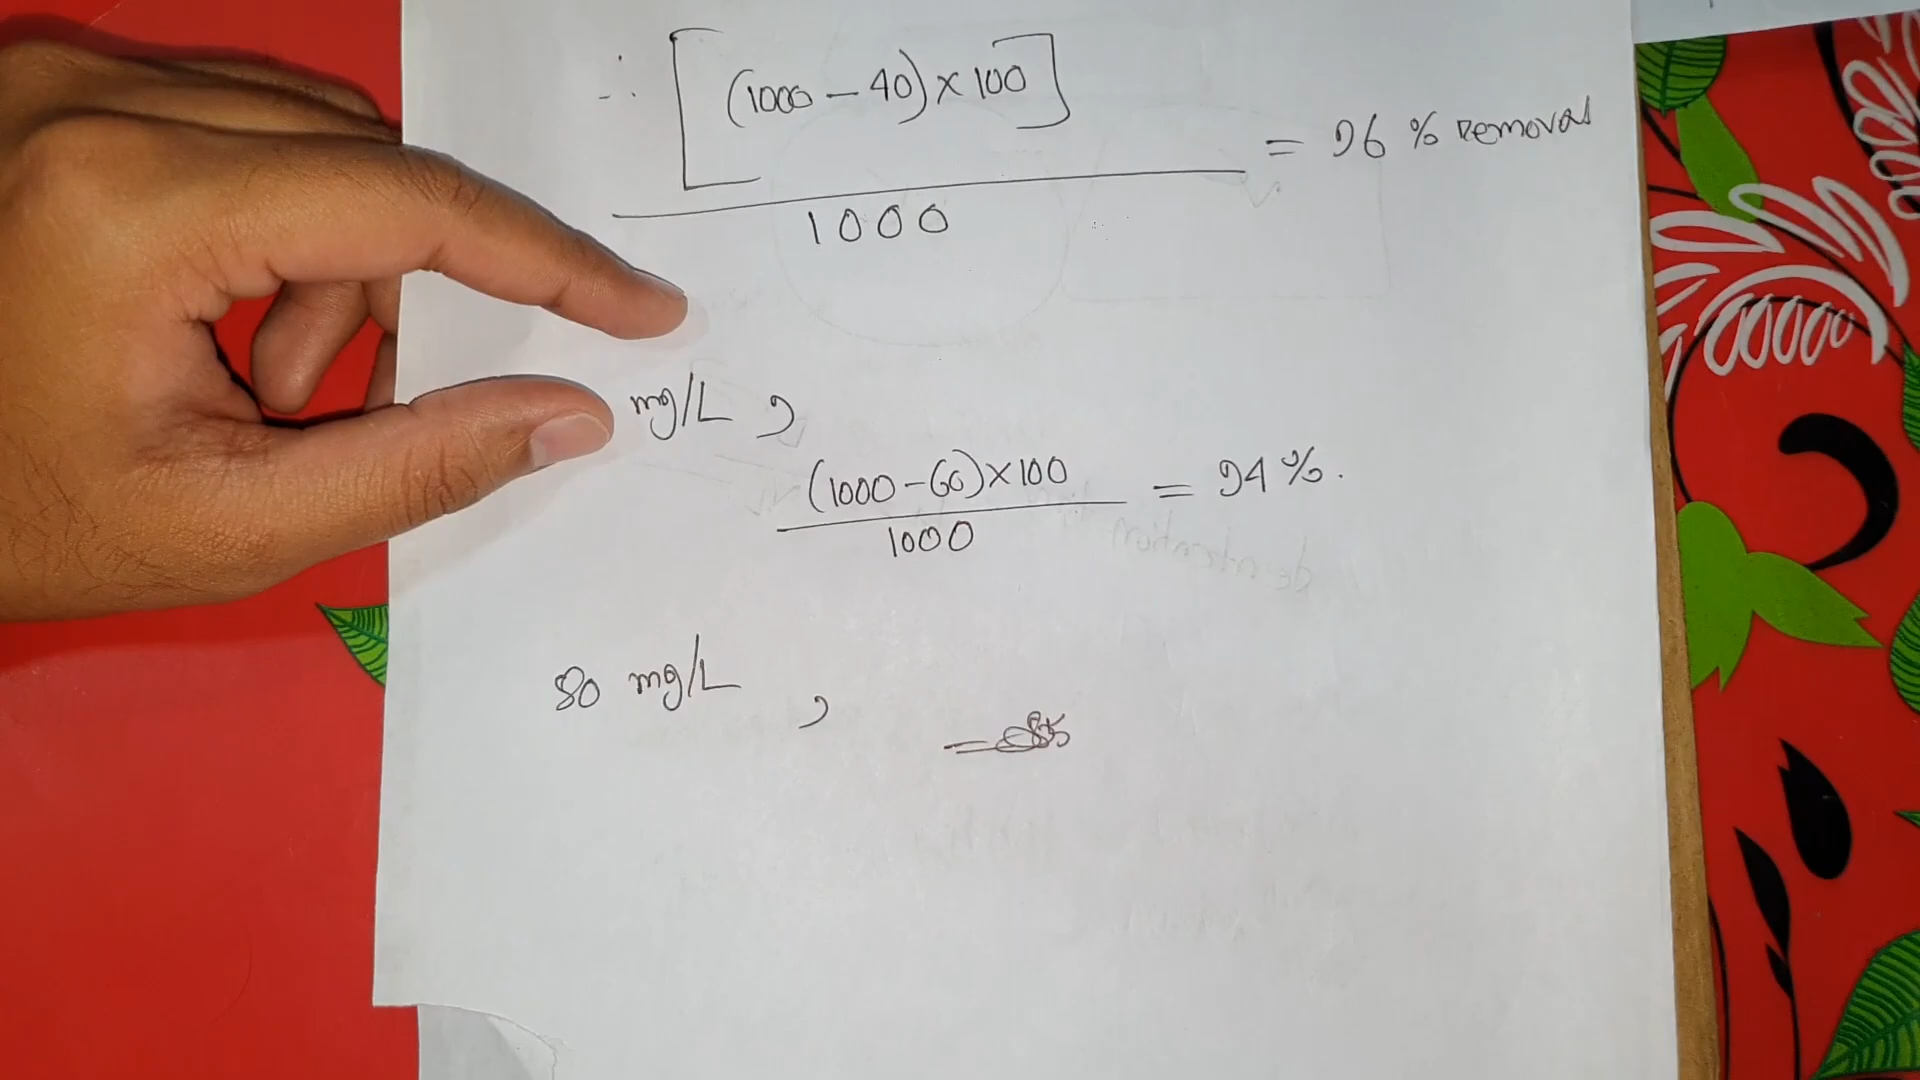 ∴ [(1000 - 40) × 100] = 96 % removal
1000
mg/L ,
(1000 - 60) × 100 = 94 %.
1000
80 mg/L , =